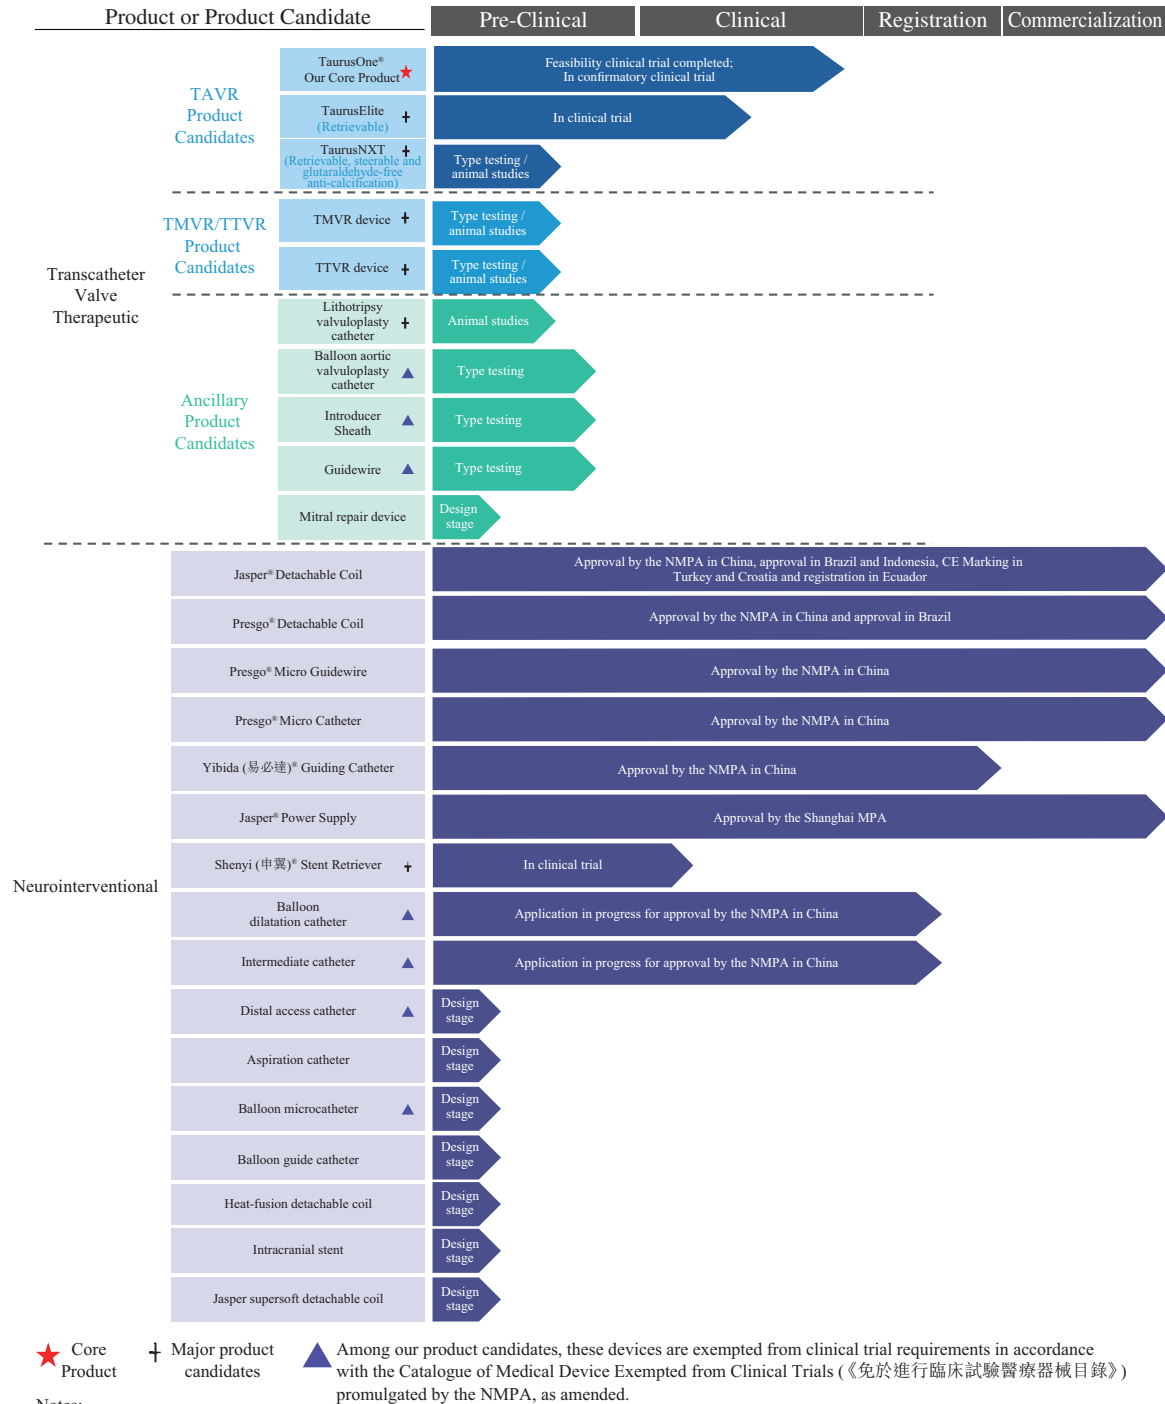 Product or Product Candidate
Pre-Clinical
Clinical
Registration
Commercialization
Transcatheter
Valve
Therapeutic
TAVR
Product
Candidates
TaurusOne®
Our Core Product
Feasibility clinical trial completed;
In confirmatory clinical trial
TaurusElite
(Retrievable)
In clinical trial
TaurusNXT
(Retrievable, steerable and
glutaraldehyde-free
anti-calcification)
Type testing /
animal studies
TMVR/TTVR
Product
Candidates
TMVR device
Type testing /
animal studies
TTVR device
Type testing /
animal studies
Ancillary
Product
Candidates
Lithotripsy
valvuloplasty
catheter
Animal studies
Balloon aortic
valvuloplasty
catheter
Type testing
Introducer
Sheath
Type testing
Guidewire
Type testing
Mitral repair device
Design
stage
Neurointerventional
Jasper® Detachable Coil
Approval by the NMPA in China, approval in Brazil and Indonesia, CE Marking in
Turkey and Croatia and registration in Ecuador
Presgo® Detachable Coil
Approval by the NMPA in China and approval in Brazil
Presgo® Micro Guidewire
Approval by the NMPA in China
Presgo® Micro Catheter
Approval by the NMPA in China
Yibida (易必達)® Guiding Catheter
Approval by the NMPA in China
Jasper® Power Supply
Approval by the Shanghai MPA
Shenyi (申翼)® Stent Retriever
In clinical trial
Balloon
dilatation catheter
Application in progress for approval by the NMPA in China
Intermediate catheter
Application in progress for approval by the NMPA in China
Distal access catheter
Design
stage
Aspiration catheter
Design
stage
Balloon microcatheter
Design
stage
Balloon guide catheter
Design
stage
Heat-fusion detachable coil
Design
stage
Intracranial stent
Design
stage
Jasper supersoft detachable coil
Design
stage
Core
Product
Major product
candidates
Among our product candidates, these devices are exempted from clinical trial requirements in accordance
with the Catalogue of Medical Device Exempted from Clinical Trials (《免於進行臨床試驗醫療器械目錄》)
promulgated by the NMPA, as amended.
Notes: